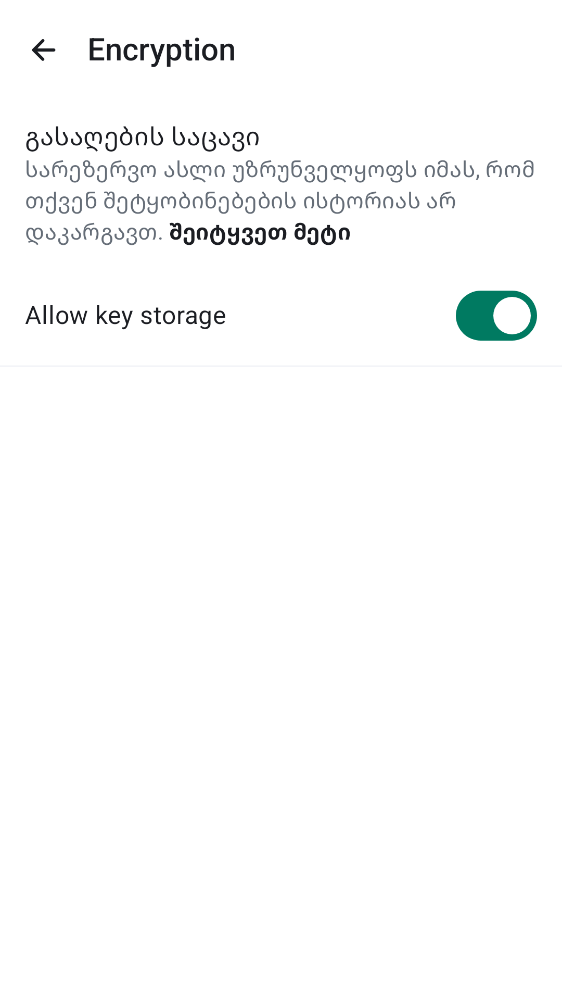 Encryption
გასაღების საცავი
სარეზერვო ასლი უზრუნველყოფს იმას, რომ
თქვენ შეტყობინებების ისტორიას არ
დაკარგავთ. შეიტყვეთ მეტი
Allow key storage